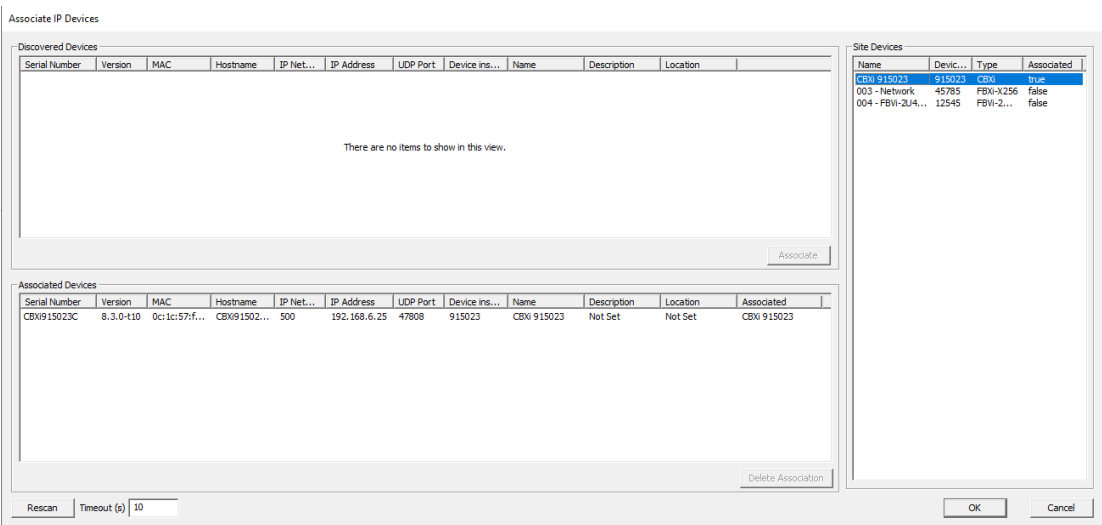 Associate IP Devices
Discovered Devices
Serial Number Version MAC Hostname IP Net... IP Address UDP Port Device ins... Name Description Location
There are no items to show in this view.
Associate
Associated Devices
Serial Number Version MAC Hostname IP Net... IP Address UDP Port Device ins... Name Description Location Associated
CBXi915023C 8.3.0-t10 0c:1c:57:f... CBXi91502... 500 192.168.6.25 47808 915023 CBXi 915023 Not Set Not Set CBXi 915023
Delete Association
Site Devices
Name Devic... Type Associated
CBXi 915023 915023 CBXi true
003 - Network 45785 FBXi-X256 false
004 - FBVi-2U4... 12545 FBVi-2... false
Rescan Timeout (s) 10
OK Cancel